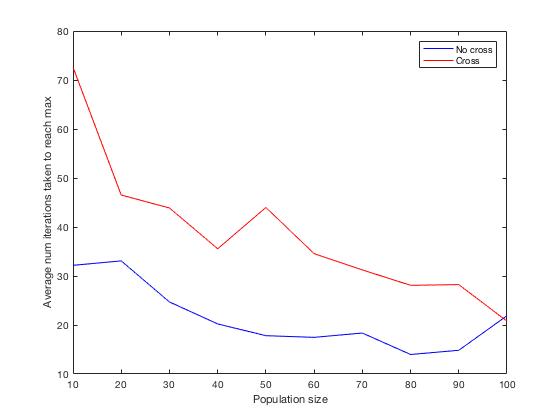 80
70
60
50
40
30
20
10
Average num iterations taken to reach max
No cross
Cross
10 20 30 40 50 60 70 80 90 100
Population size